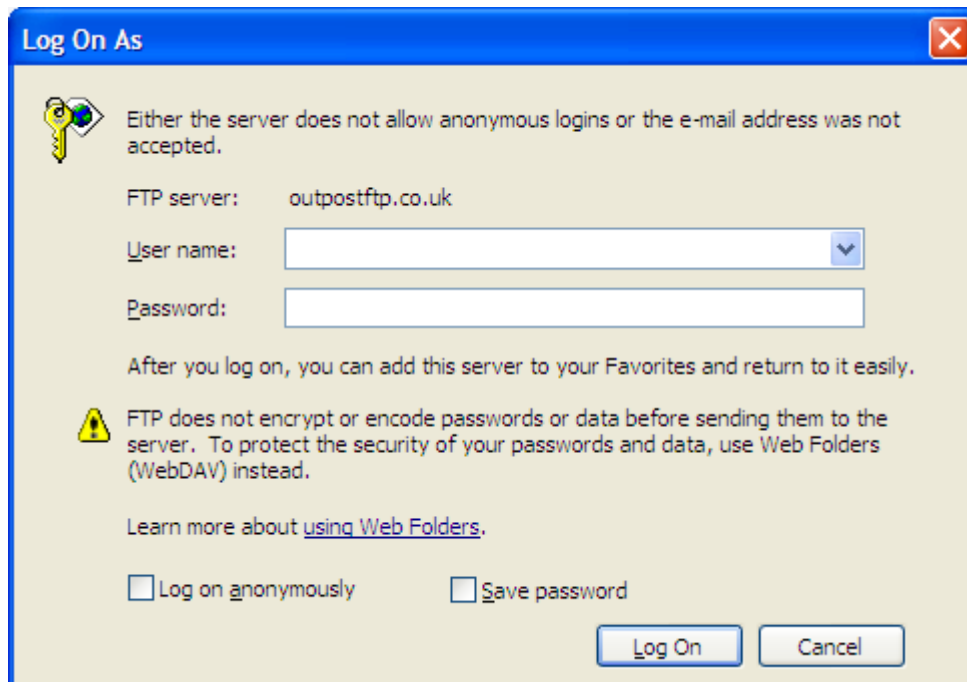 Log On As
Either the server does not allow anonymous logins or the e-mail address was not
accepted.
FTP server: outpostftp.co.uk
User name:
Password:
After you log on, you can add this server to your Favorites and return to it easily.
FTP does not encrypt or encode passwords or data before sending them to the
server.  To protect the security of your passwords and data, use Web Folders
(WebDAV) instead.
Learn more about using Web Folders.
Log on anonymously Save password
Log On Cancel